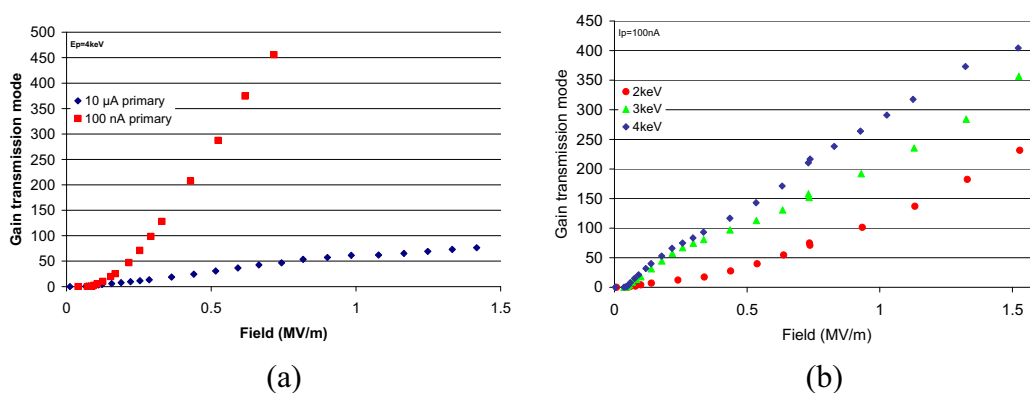 Gain transmission mode
500
450
400
350
300
250
200
150
100
50
0
Ep=4keV
10 µA primary
100 nA primary
0
0.5
1
1.5
Field (MV/m)
(a)
Gain transmission mode
450
400
350
300
250
200
150
100
50
0
Ip=100nA
2keV
3keV
4keV
0
0.5
1
1.5
Field (MV/m)
(b)